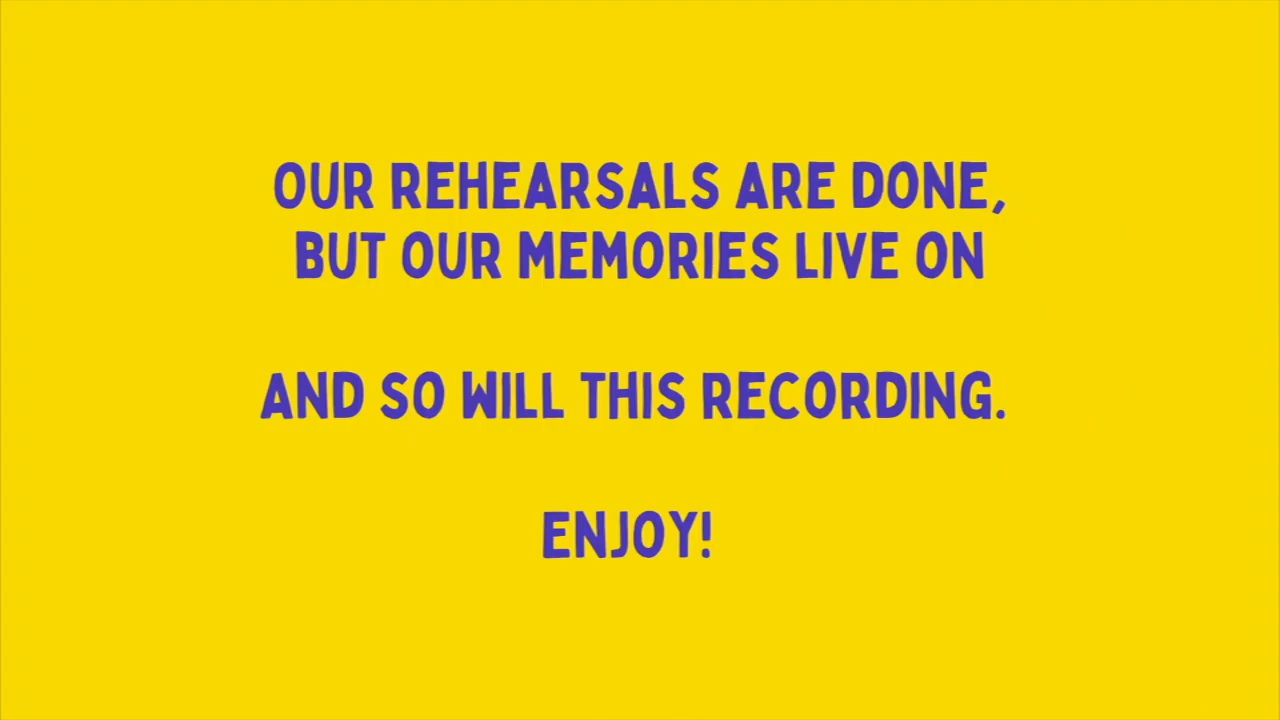 OUR REHEARSALS ARE DONE,
BUT OUR MEMORIES LIVE ON
AND SO WILL THIS RECORDING.
ENJOY!